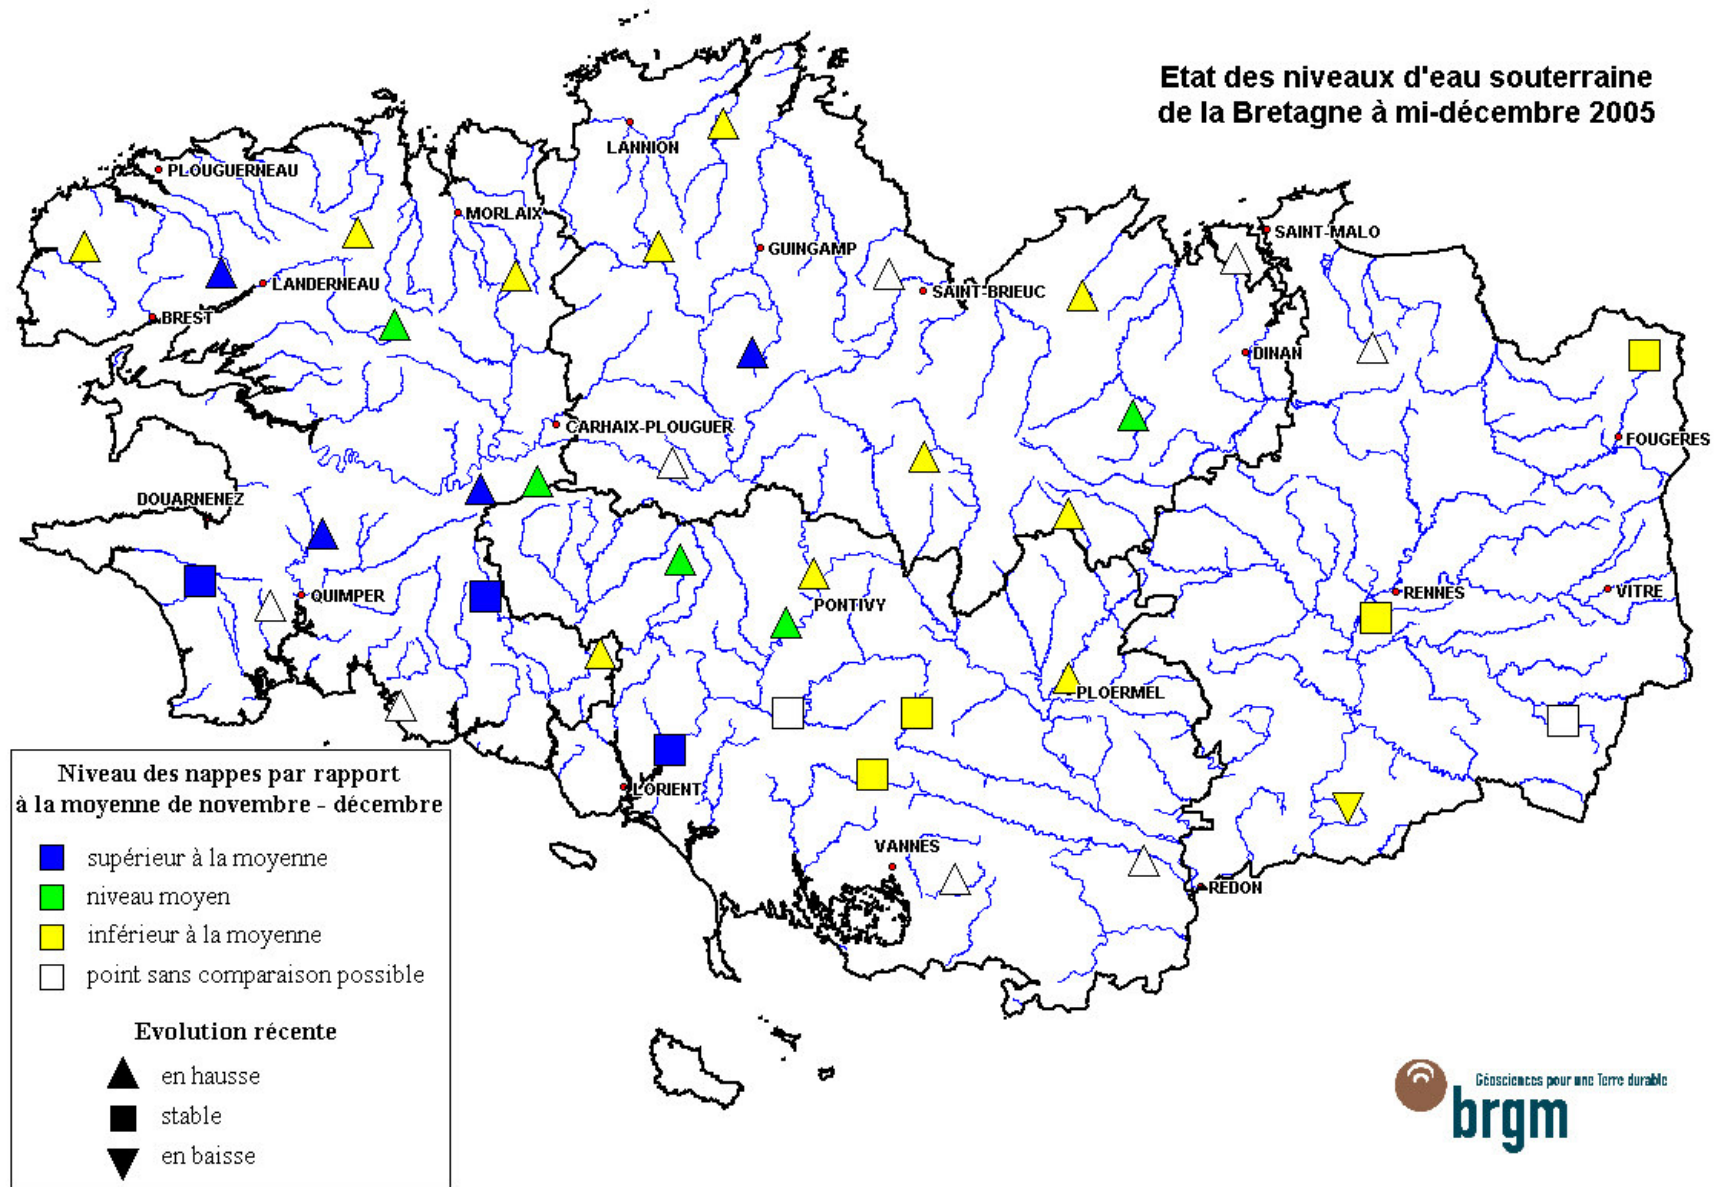 Etat des niveaux d'eau souterraine
de la Bretagne à mi-décembre 2005
LANNION
PLOUGUERNEAU
MORLAIX
SAINT-MALO
GUINGAMP
LANDERNEAU
SAINT-BRIEUC
BREST
DINAN
CARHAIX-PLOUGUER
FOUGERES
DOUARNENEZ
QUIMPER
PONTIVY
RENNES
VITRE
PLOERMEL
LORIENT
VANNES
REDON
Niveau des nappes par rapport
à la moyenne de novembre - décembre
supérieur à la moyenne
niveau moyen
inférieur à la moyenne
point sans comparaison possible
Evolution récente
en hausse
stable
en baisse
Géosciences pour une Terre durable
brgm